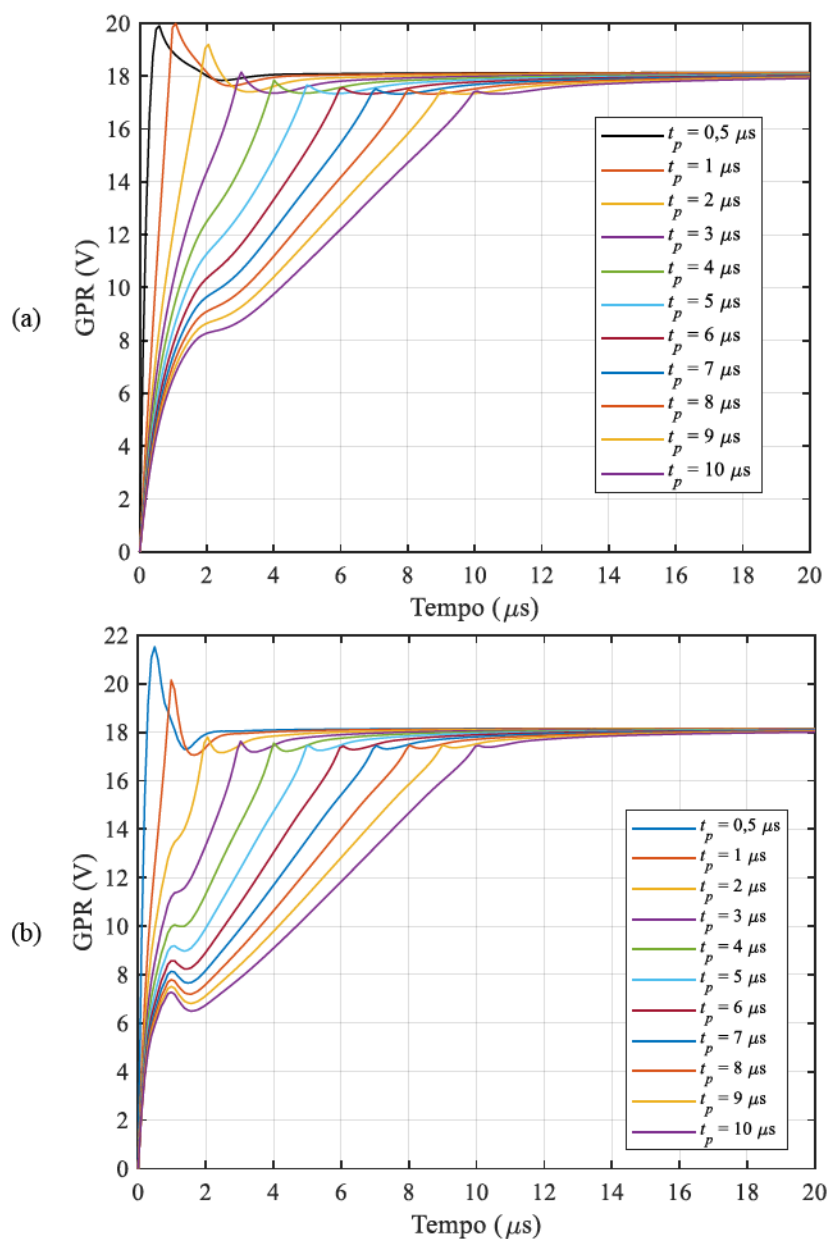 (a)
GPR (V)
20
18
16
14
12
10
8
6
4
2
0
t_p = 0,5 μs
t_p = 1 μs
t_p = 2 μs
t_p = 3 μs
t_p = 4 μs
t_p = 5 μs
t_p = 6 μs
t_p = 7 μs
t_p = 8 μs
t_p = 9 μs
t_p = 10 μs
0 2 4 6 8 10 12 14 16 18 20
Tempo (μs)
(b)
GPR (V)
22
20
18
16
14
12
10
8
6
4
2
0
t_p = 0,5 μs
t_p = 1 μs
t_p = 2 μs
t_p = 3 μs
t_p = 4 μs
t_p = 5 μs
t_p = 6 μs
t_p = 7 μs
t_p = 8 μs
t_p = 9 μs
t_p = 10 μs
0 2 4 6 8 10 12 14 16 18 20
Tempo (μs)